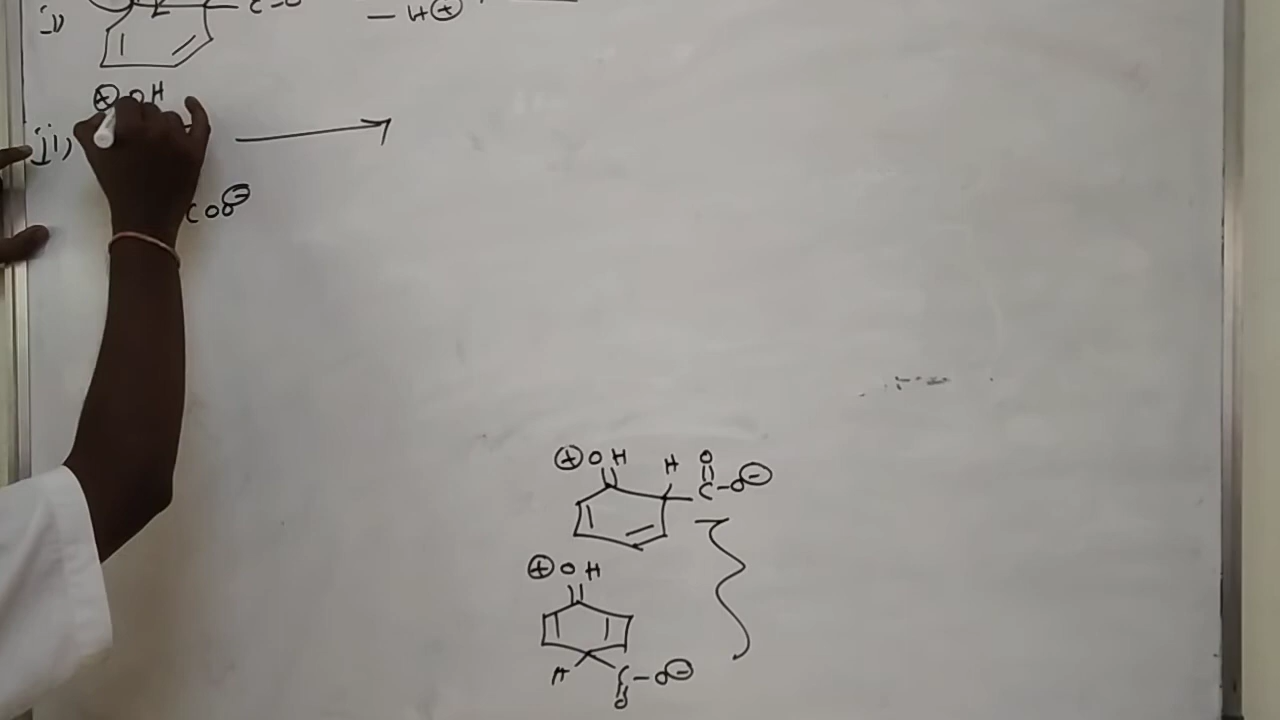 i) C-O - H⊕
⊕OH
ii)
COO⊖
⊕OH H O
C-O⊖
⊕OH
H C-O⊖
O